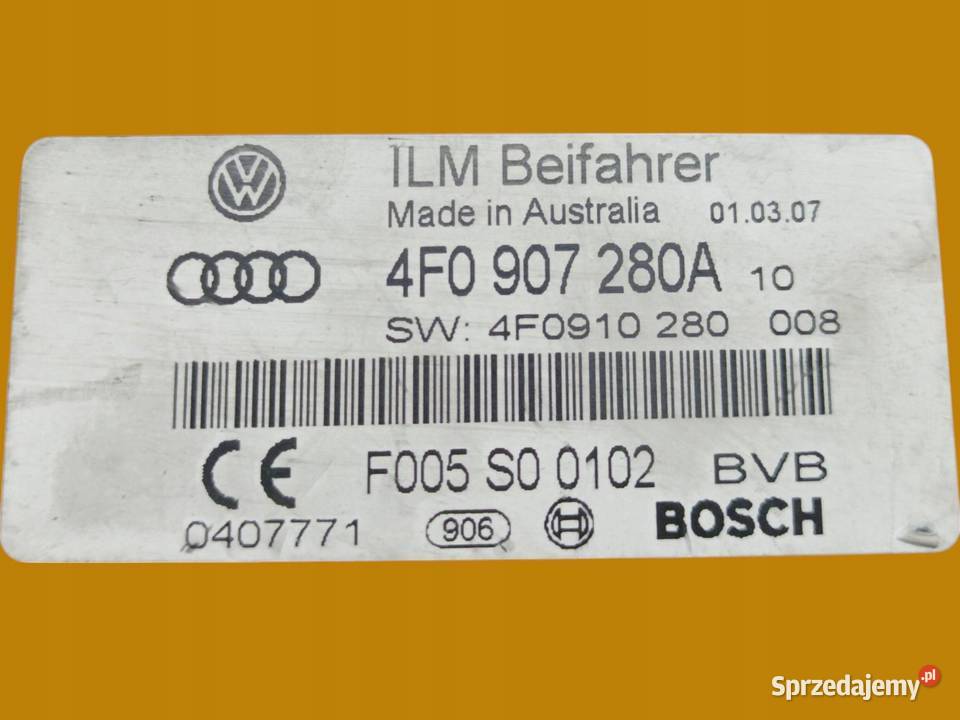 ILM Beifahrer
Made in Australia 01.03.07
4F0 907 280A 10
SW: 4F0910 280 008
CE F005 S0 0102 BVB
0407771 906 BOSCH
Sprzedajemy.pl